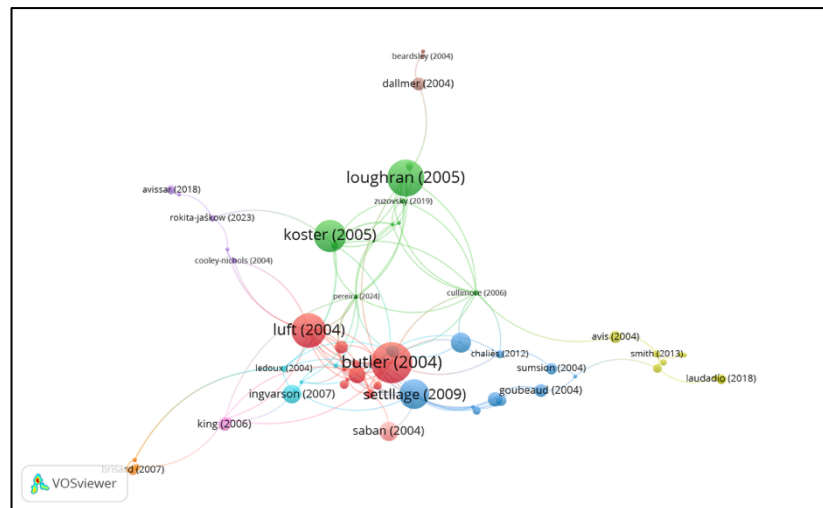 beardsley (2004)
dallmer (2004)
loughran (2005)
avissar (2018)
zuzovsky (2019)
rokita-jaśkow (2023)
koster (2005)
cooley-nichols (2004)
pereira (2024)
cullimore (2006)
luft (2004)
avis (2004)
butler (2004)
chaliès (2012)
smith (2013)
ledoux (2004)
sumsion (2004)
laudadio (2018)
ingvarson (2007)
settlage (2009)
goubeaud (2004)
king (2006)
saban (2004)
brisard (2007)
VOSviewer